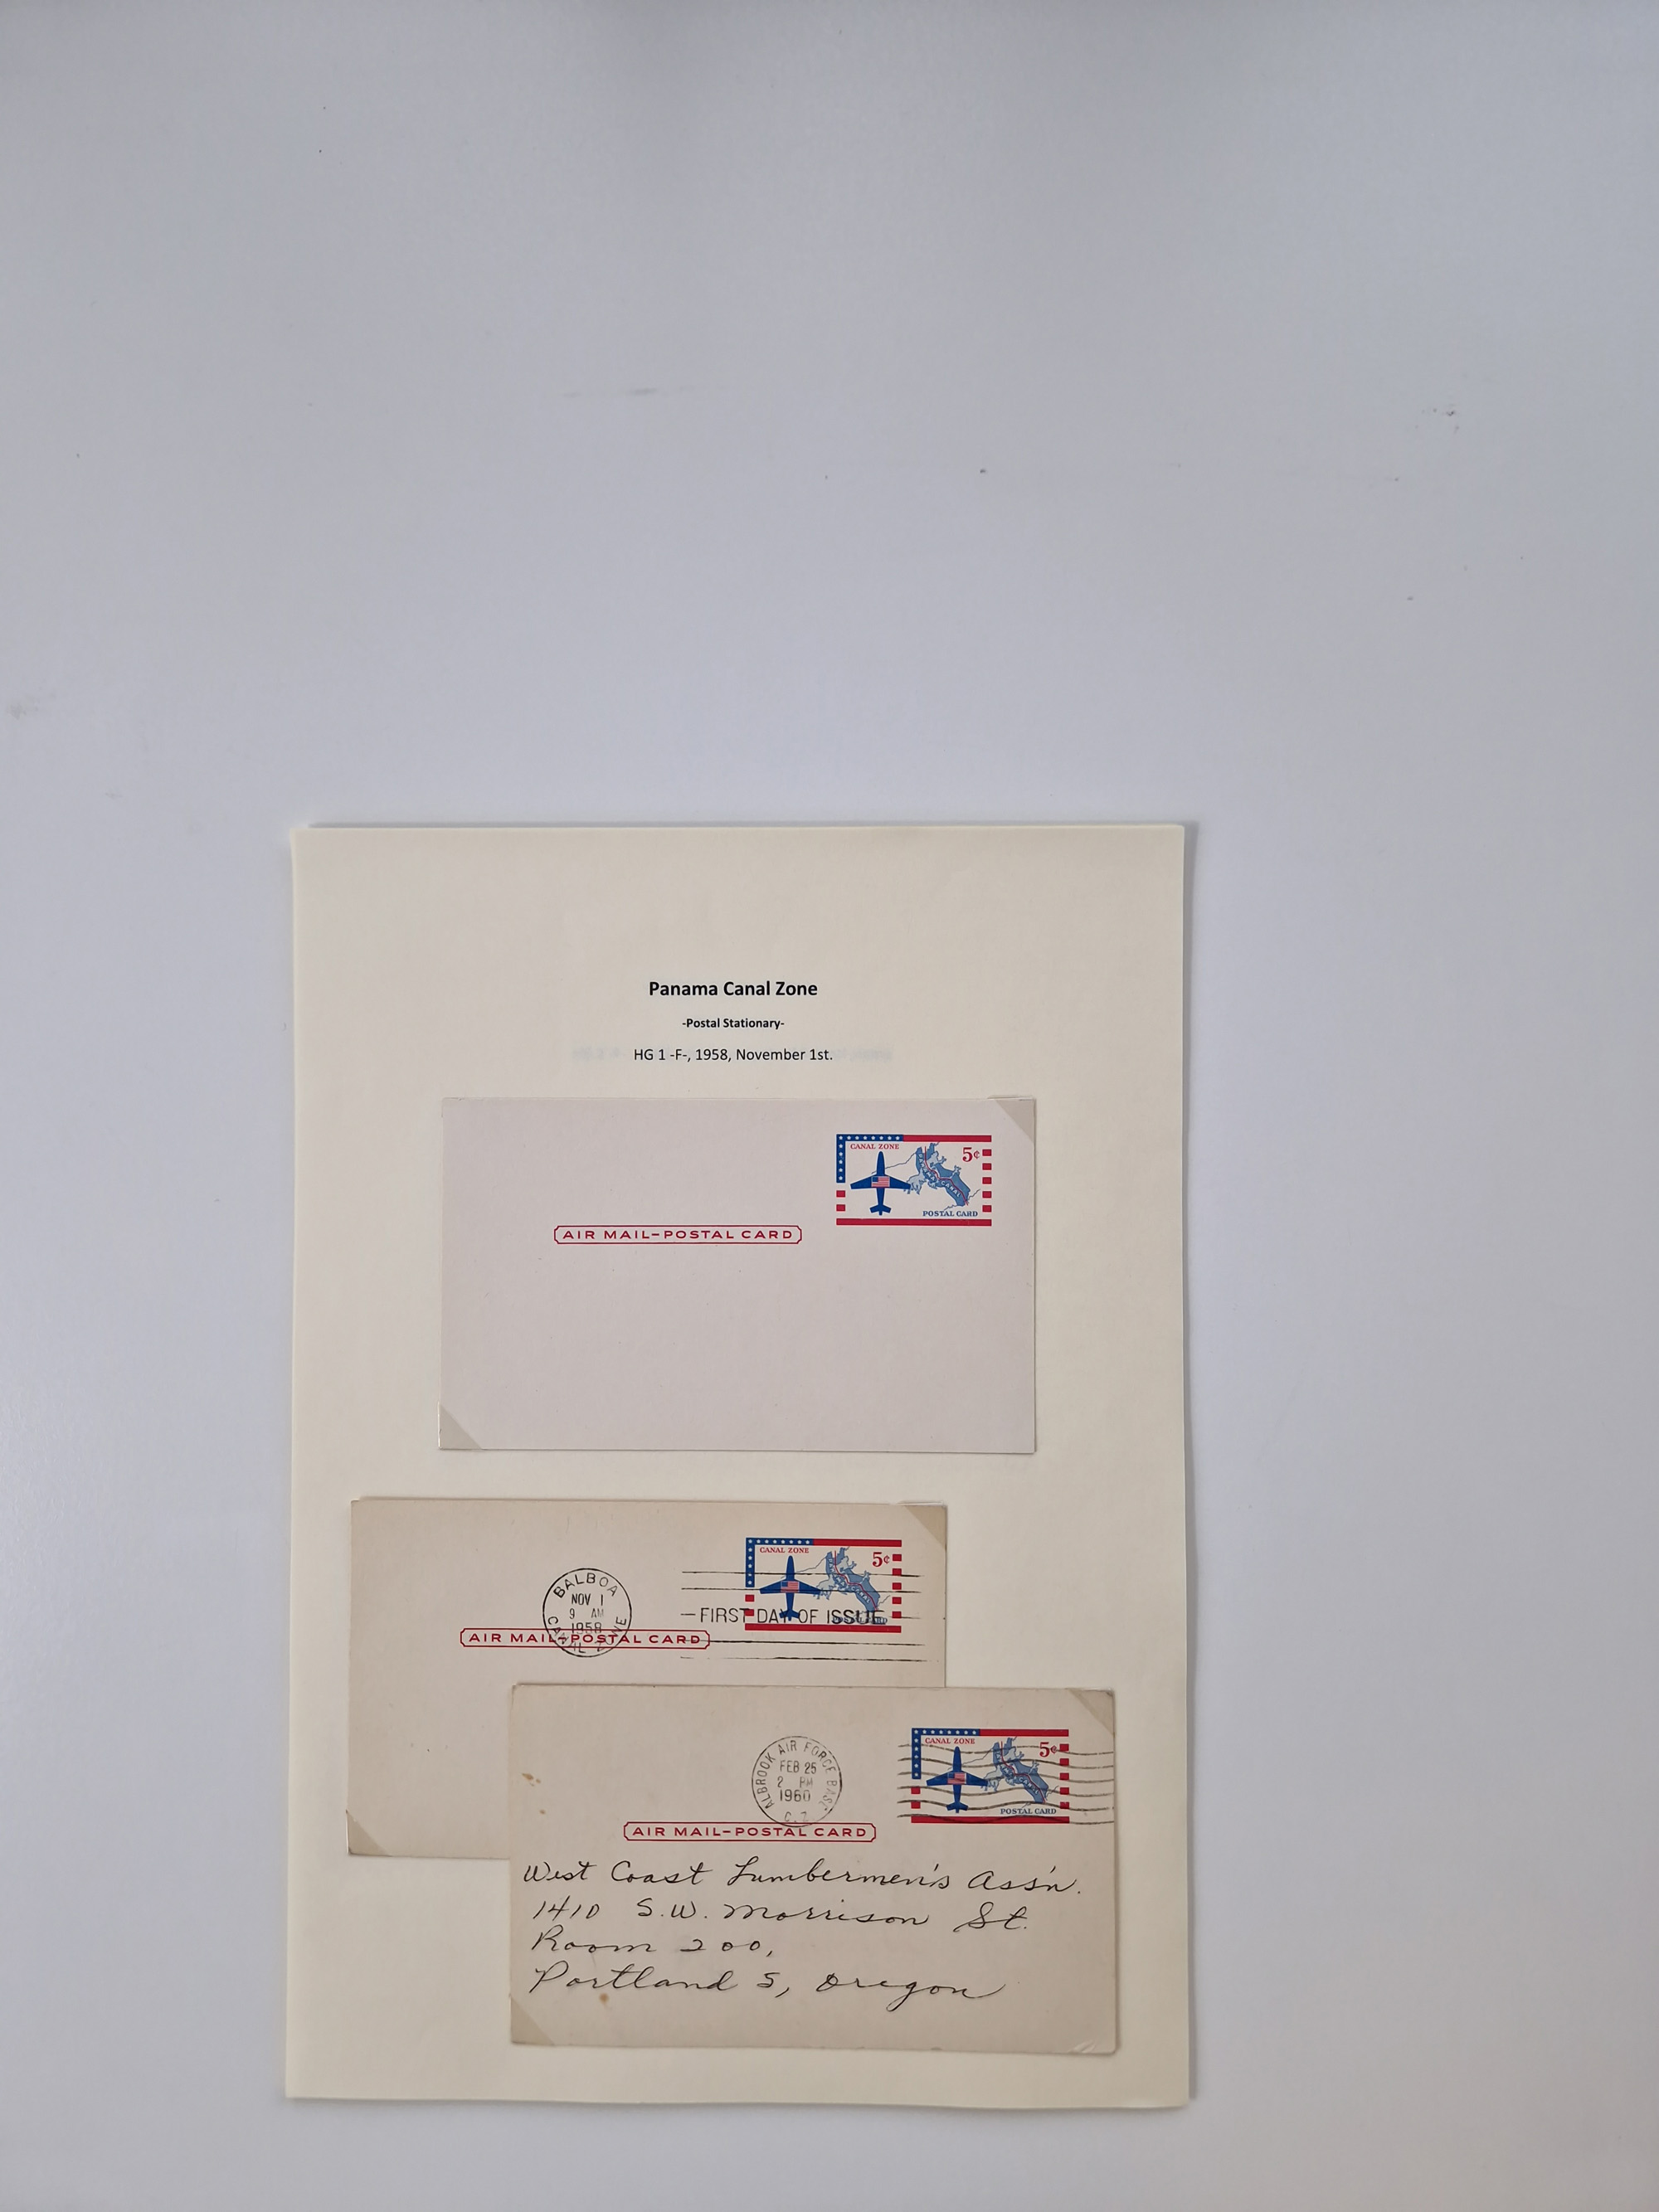 Panama Canal Zone
-Postal Stationary-
HG 1 -F-, 1958, November 1st.
CANAL ZONE
5¢
POSTAL CARD
AIR MAIL-POSTAL CARD
CANAL ZONE
5¢
BALBOA
NOV 1
9 AM
1958
CANAL ZONE
FIRST DAY OF ISSUE
AIR MAIL-POSTAL CARD
CANAL ZONE
5¢
POSTAL CARD
ALBROOK AIR FORCE BASE
FEB 25
2 PM
1960
C.Z.
AIR MAIL-POSTAL CARD
West Coast Lumbermen's Ass'n.
1410 S.W. Morrison St.
Room 200,
Portland 5, Oregon